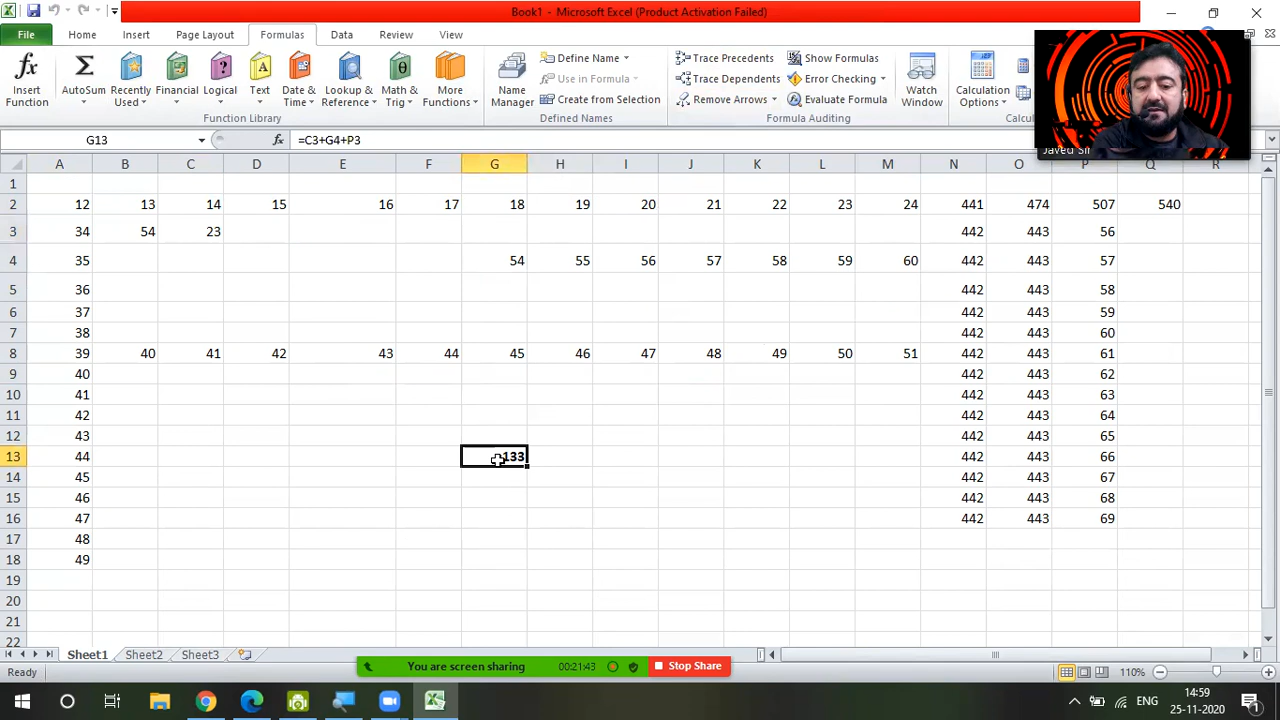 Book1 - Microsoft Excel (Product Activation Failed)
File Home Insert Page Layout Formulas Data Review View
fx Insert Function
Σ AutoSum
Recently Used
Financial
Logical
Text
Date & Time
Lookup & Reference
Math & Trig
More Functions
Function Library
Name Manager
Define Name
Use in Formula
Create from Selection
Defined Names
Trace Precedents
Trace Dependents
Remove Arrows
Show Formulas
Error Checking
Evaluate Formula
Formula Auditing
Watch Window
Calculation Options
G13 fx =C3+G4+P3
A B C D E F G H I J K L M N O P Q R
1
2 12 13 14 15 16 17 18 19 20 21 22 23 24 441 474 507 540
3 34 54 23 442 443 56
4 35 54 55 56 57 58 59 60 442 443 57
5 36 442 443 58
6 37 442 443 59
7 38 442 443 60
8 39 40 41 42 43 44 45 46 47 48 49 50 51 442 443 61
9 40 442 443 62
10 41 442 443 63
11 42 442 443 64
12 43 442 443 65
13 44 133 442 443 66
14 45 442 443 67
15 46 442 443 68
16 47 442 443 69
17 48
18 49
19
20
21
22
Sheet1 Sheet2 Sheet3
You are screen sharing 00:21:43 Stop Share
Ready 110%
ENG 14:59
25-11-2020